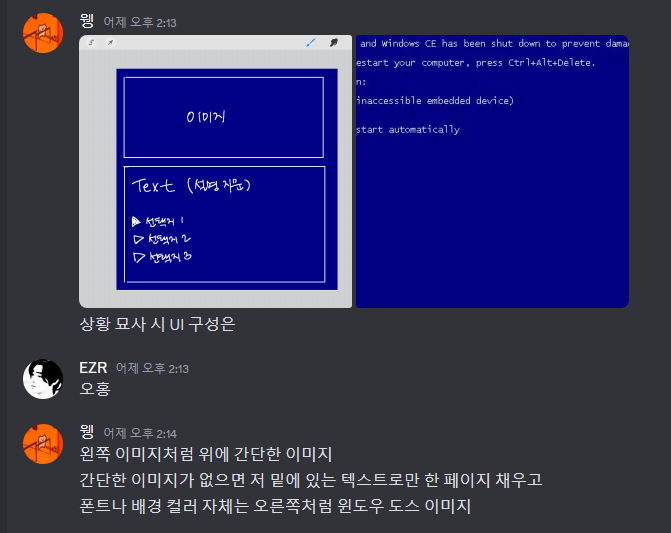 웽 어제 오후 2:13
이미지
Text (설명 지문)
▶ 선택지 1
▷ 선택지 2
▷ 선택지 3
and Windows CE has been shut down to prevent dama
estart your computer, press Ctrl+Alt+Delete.
n:
inaccessible embedded device)
start automatically
상황 묘사 시 UI 구성은
EZR 어제 오후 2:13
오홍
웽 어제 오후 2:14
왼쪽 이미지처럼 위에 간단한 이미지
간단한 이미지가 없으면 저 밑에 있는 텍스트로만 한 페이지 채우고
폰트나 배경 컬러 자체는 오른쪽처럼 윈도우 도스 이미지